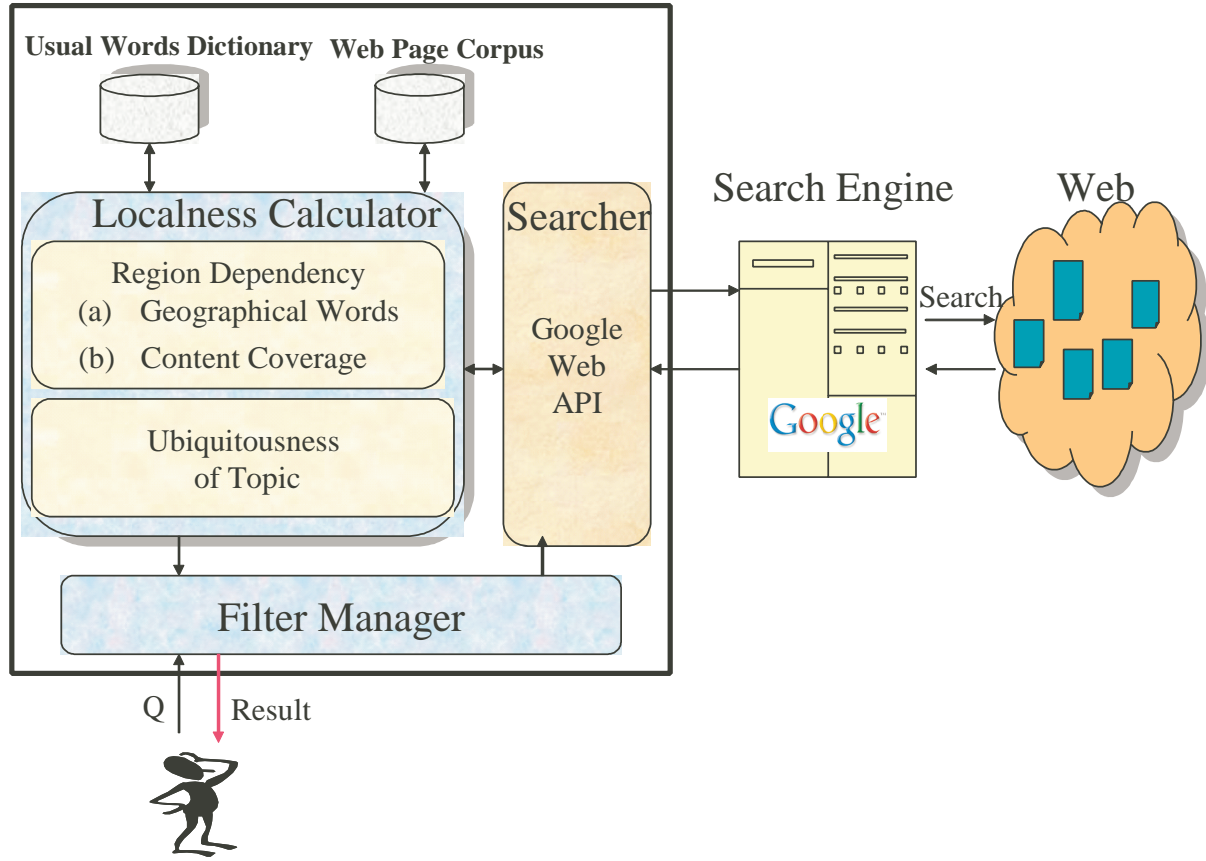 Usual Words Dictionary
Web Page Corpus
Localness Calculator
Region Dependency
(a) Geographical Words
(b) Content Coverage
Ubiquitousness
of Topic
Searcher
Google
Web
API
Search Engine
Google™
Search
Web
Filter Manager
Q
Result